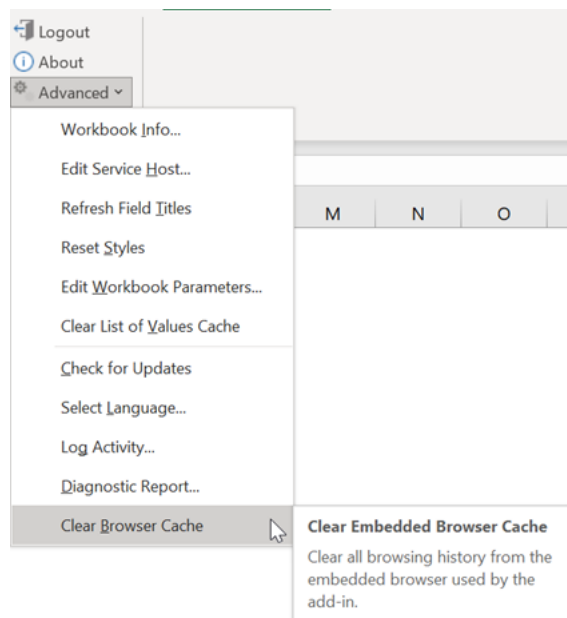 Logout
About
Advanced
Workbook Info...
Edit Service Host...
Refresh Field Titles
M N O
Reset Styles
Edit Workbook Parameters...
Clear List of Values Cache
Check for Updates
Select Language...
Log Activity...
Diagnostic Report...
Clear Browser Cache
Clear Embedded Browser Cache
Clear all browsing history from the
embedded browser used by the
add-in.